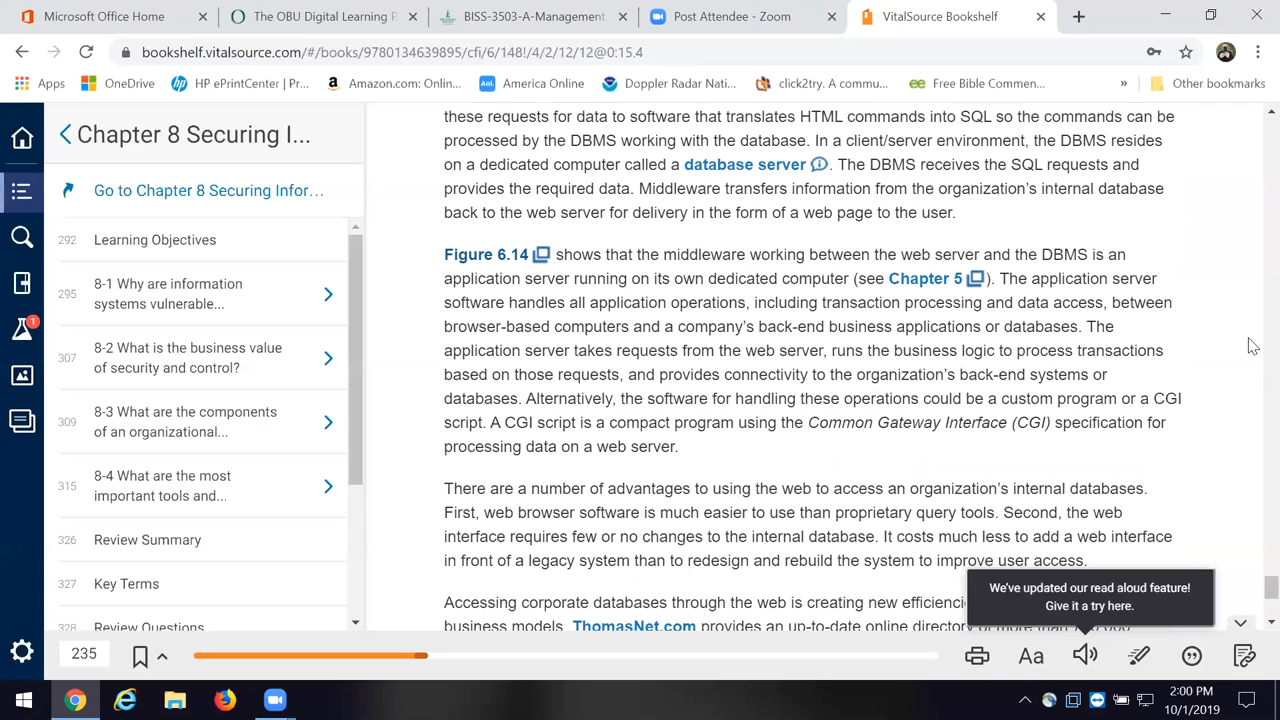 Microsoft Office Home
The OBU Digital Learning P
BISS-3503-A-Management
Post Attendee - Zoom
VitalSource Bookshelf
bookshelf.vitalsource.com/#/books/9780134639895/cfi/6/148!/4/2/12/12@0:15.4
Apps
OneDrive
HP ePrintCenter | Pr...
Amazon.com: Onlin...
Aol.
America Online
Doppler Radar Nati...
click2try. A commu...
Free Bible Commen...
»
Other bookmarks
Chapter 8 Securing I...
Go to Chapter 8 Securing Infor...
292 Learning Objectives
8-1 Why are information
295
systems vulnerable...
8-2 What is the business value
307
of security and control?
8-3 What are the components
309
of an organizational...
8-4 What are the most
315
important tools and...
326 Review Summary
327 Key Terms
328 Review Questions
1
these requests for data to software that translates HTML commands into SQL so the commands can be
processed by the DBMS working with the database. In a client/server environment, the DBMS resides
on a dedicated computer called a database server. The DBMS receives the SQL requests and
provides the required data. Middleware transfers information from the organization's internal database
back to the web server for delivery in the form of a web page to the user.
Figure 6.14 shows that the middleware working between the web server and the DBMS is an
application server running on its own dedicated computer (see Chapter 5). The application server
software handles all application operations, including transaction processing and data access, between
browser-based computers and a company's back-end business applications or databases. The
application server takes requests from the web server, runs the business logic to process transactions
based on those requests, and provides connectivity to the organization's back-end systems or
databases. Alternatively, the software for handling these operations could be a custom program or a CGI
script. A CGI script is a compact program using the Common Gateway Interface (CGI) specification for
processing data on a web server.
There are a number of advantages to using the web to access an organization's internal databases.
First, web browser software is much easier to use than proprietary query tools. Second, the web
interface requires few or no changes to the internal database. It costs much less to add a web interface
in front of a legacy system than to redesign and rebuild the system to improve user access.
Accessing corporate databases through the web is creating new efficienci
business models. ThomasNet.com provides an up-to-date online directory of more than
We've updated our read aloud feature!
Give it a try here.
235
Aa
2:00 PM
10/1/2019